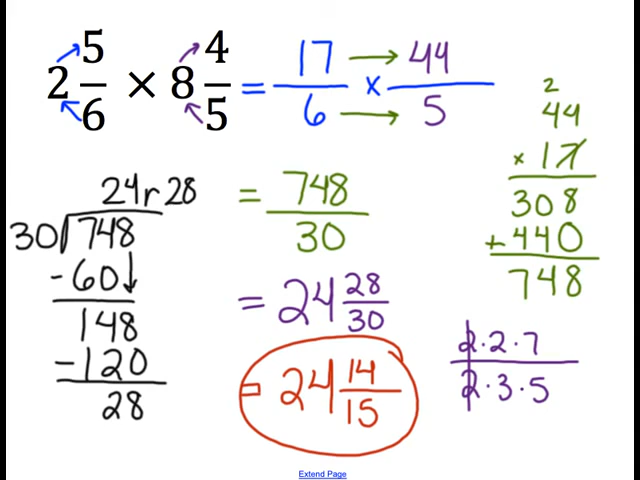 2 5/6 × 8 4/5 = 17/6 × 44/5
= 748/30
= 24 28/30
= 24 14/15
24r28
30)748
-60↓
148
-120
28
2
44
×17
308
+440
748
2·2·7
2·3·5
Extend Page